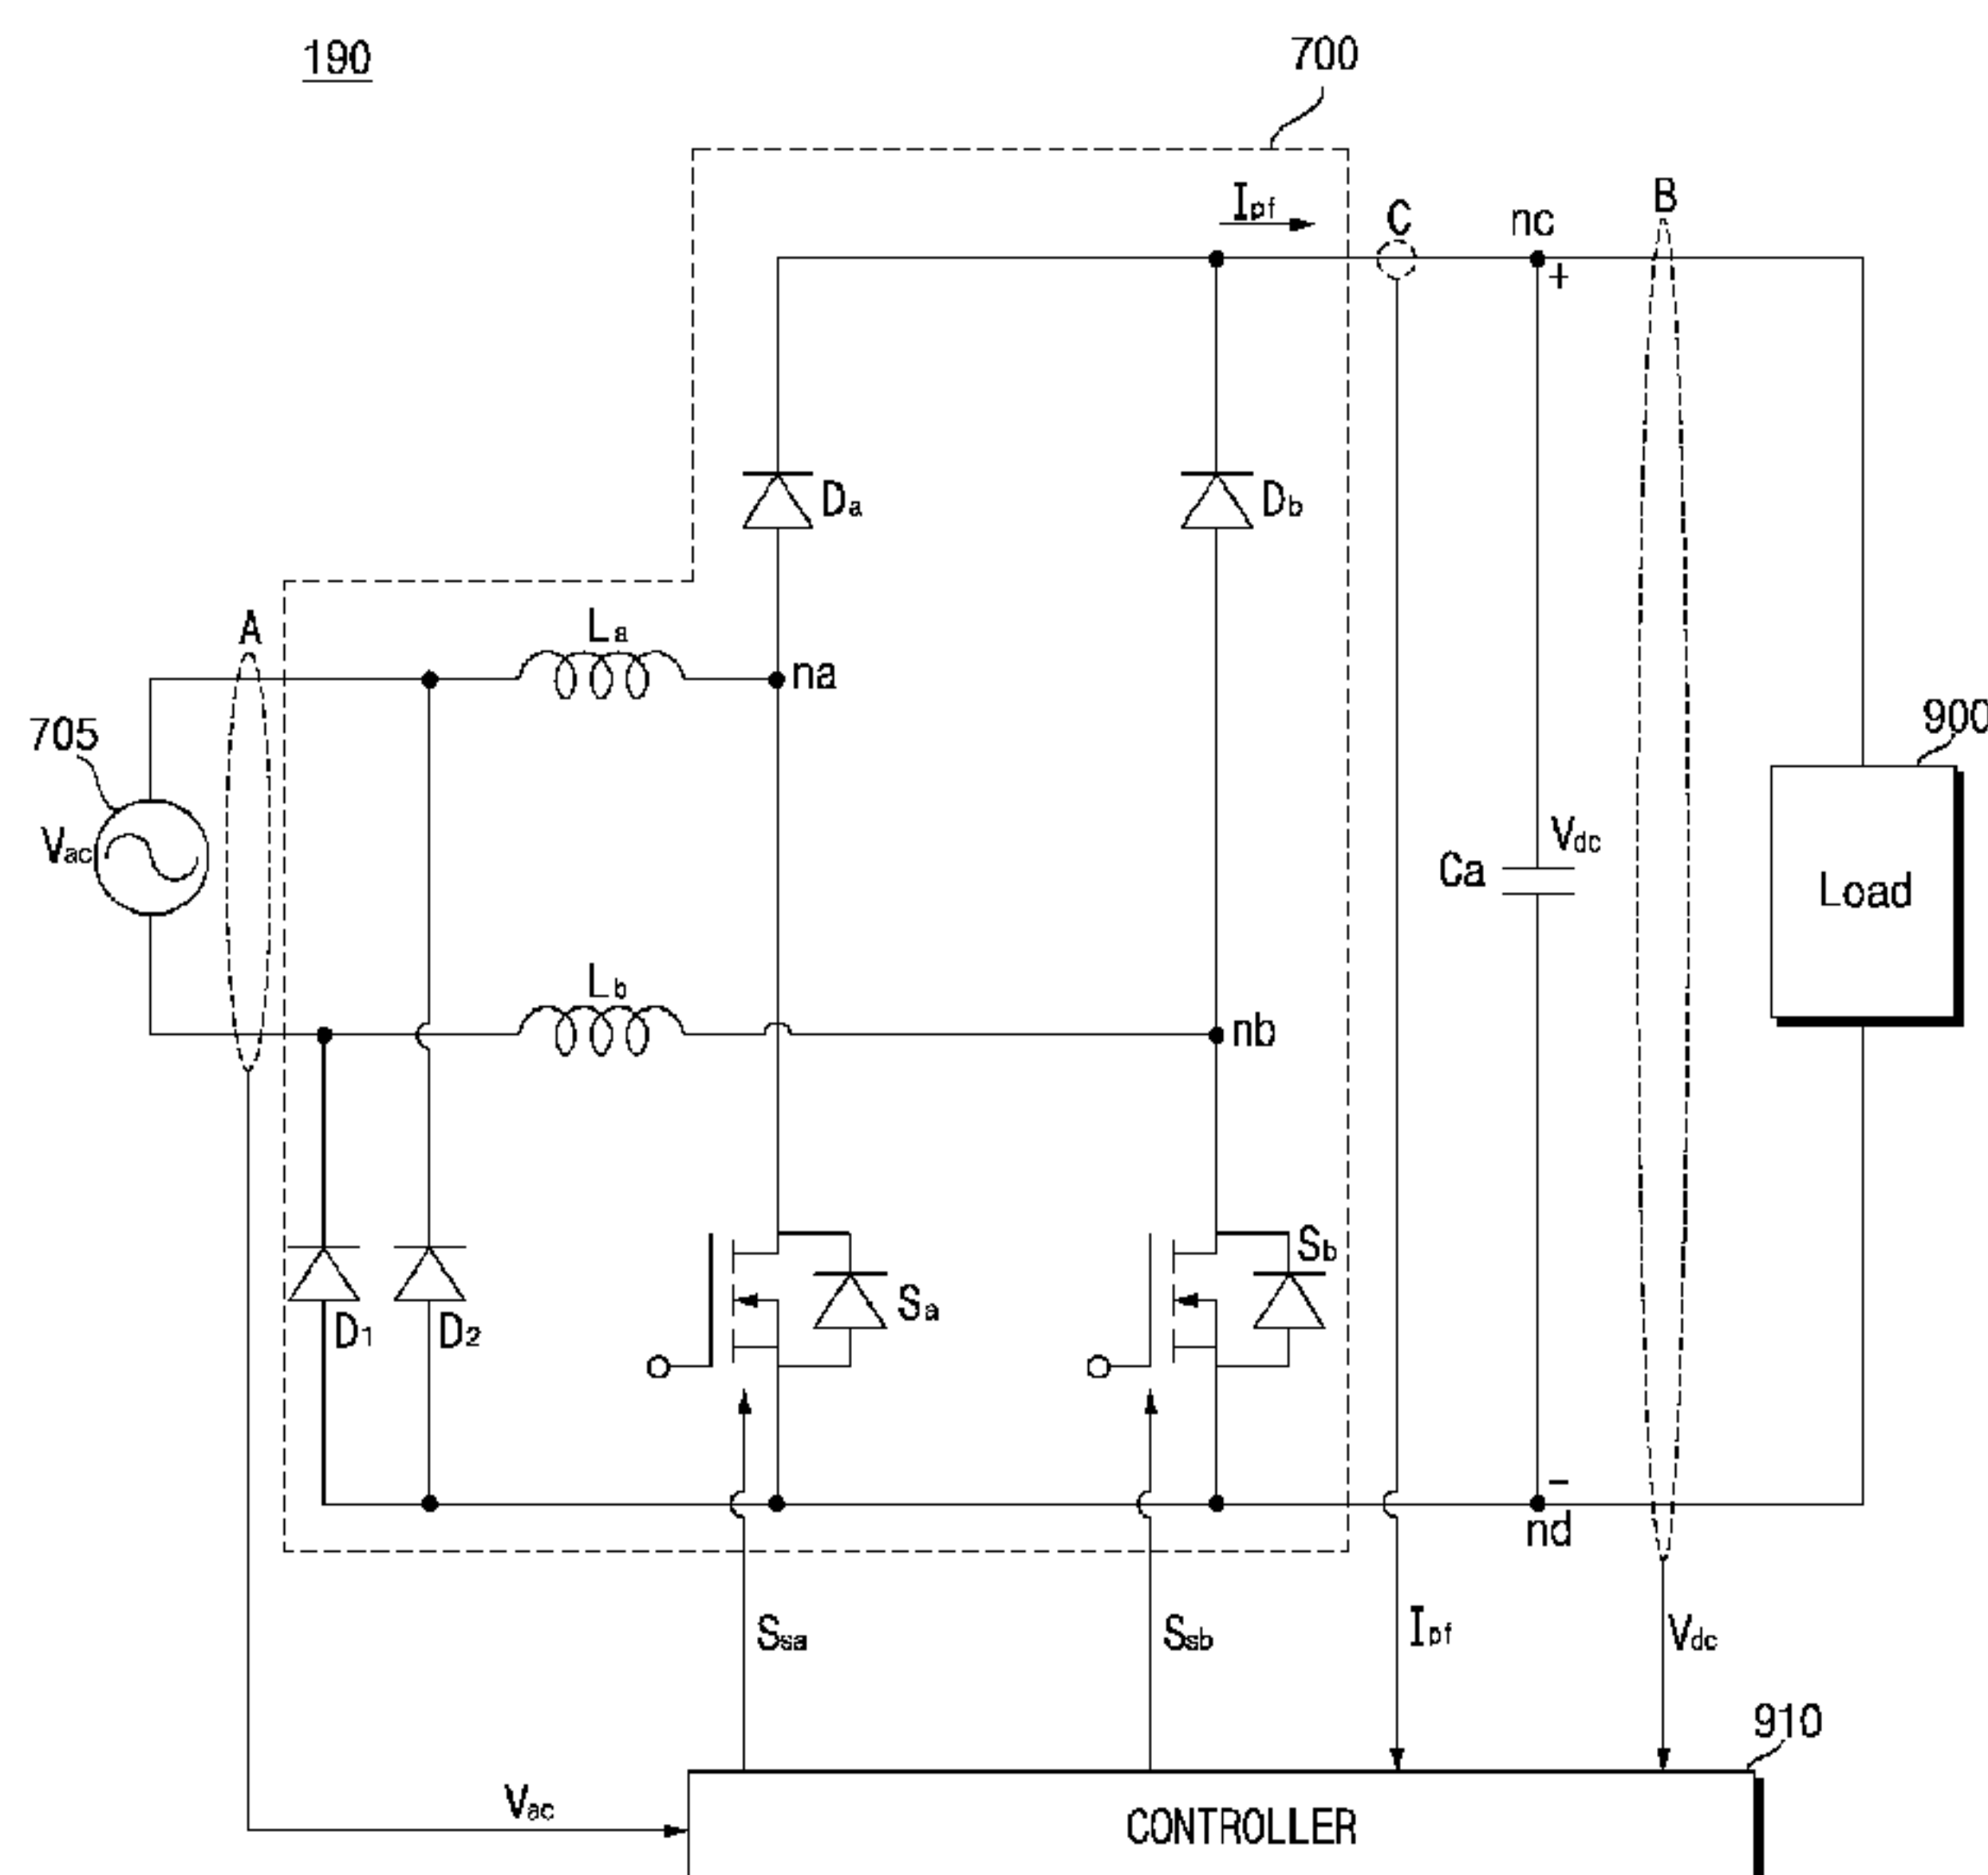 190
700
Ipf
C
nc
B
+
Da
Db
A
La
na
705
900
Vac
Vdc
Ca
Load
Lb
nb
Sb
Sa
D1
D2
-
nd
Ssa
Ssb
Ipf
Vdc
910
Vac
CONTROLLER